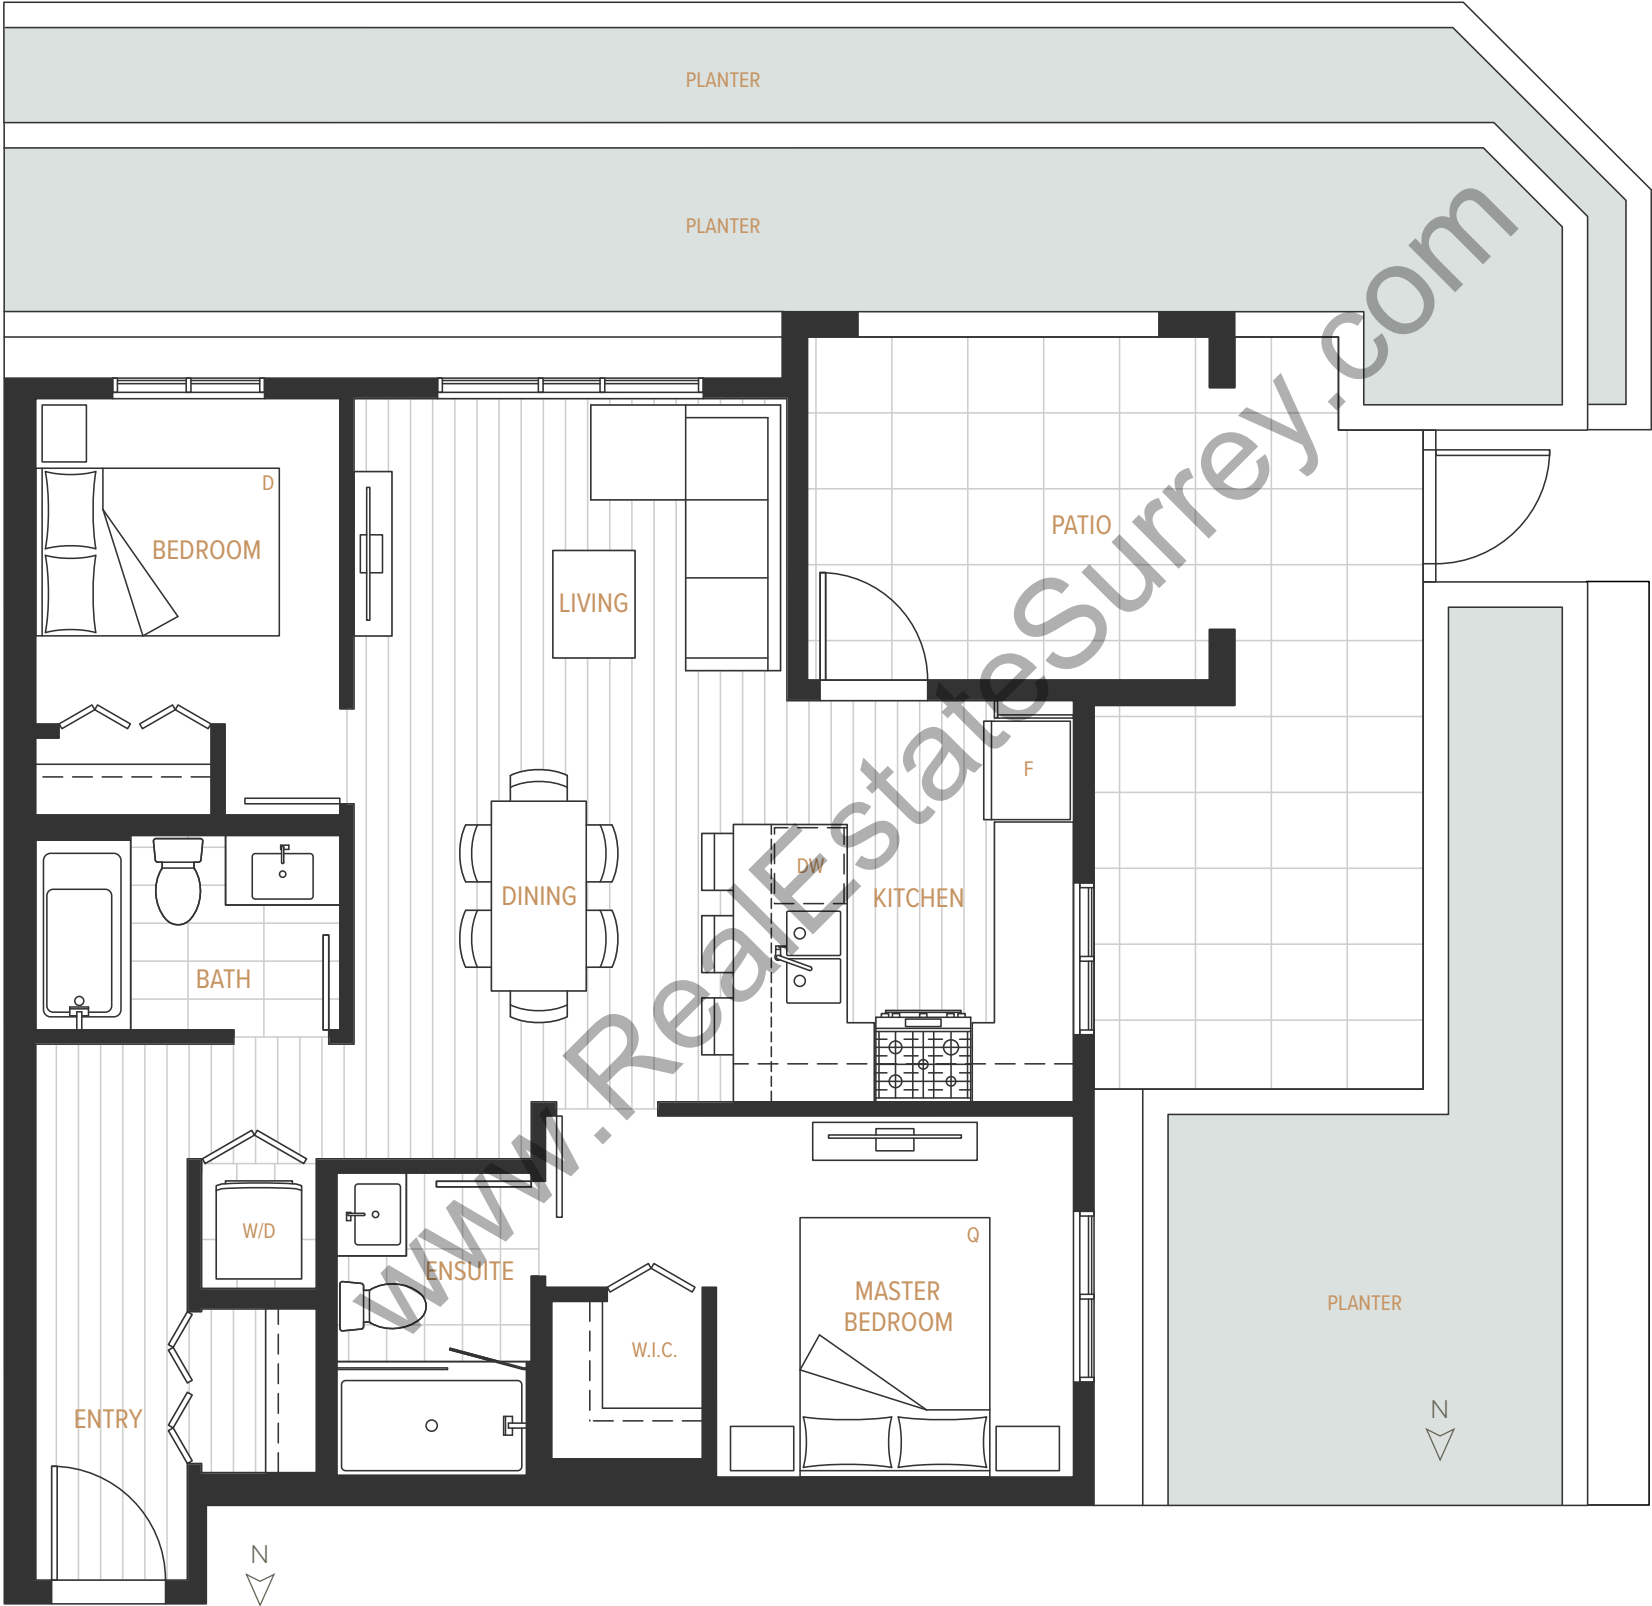 PLANTER
PLANTER
D
BEDROOM
PATIO
LIVING
F
DW
DINING
KITCHEN
BATH
W/D
Q
ENSUITE
MASTER
BEDROOM
PLANTER
W.I.C.
ENTRY
N
N
www.RealEstateSurrey.com